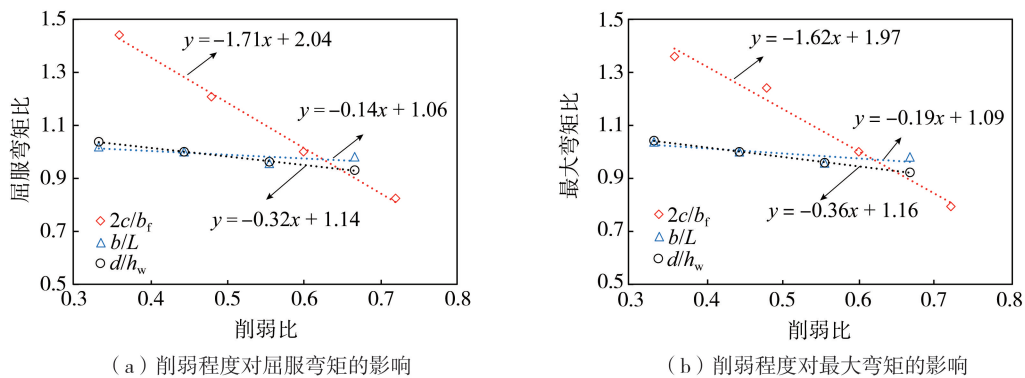 1.5
1.3
1.1
0.9
0.7
0.5
屈服弯矩比
y=−1.71x+2.04
y=−0.14x+1.06
y=−0.32x+1.14
2c/bf
b/L
d/hw
0.3 0.4 0.5 0.6 0.7 0.8
削弱比
（a）削弱程度对屈服弯矩的影响
1.5
1.3
1.1
0.9
0.7
0.5
最大弯矩比
y=−1.62x+1.97
y=−0.19x+1.09
y=−0.36x+1.16
2c/bf
b/L
d/hw
0.3 0.4 0.5 0.6 0.7 0.8
削弱比
（b）削弱程度对最大弯矩的影响